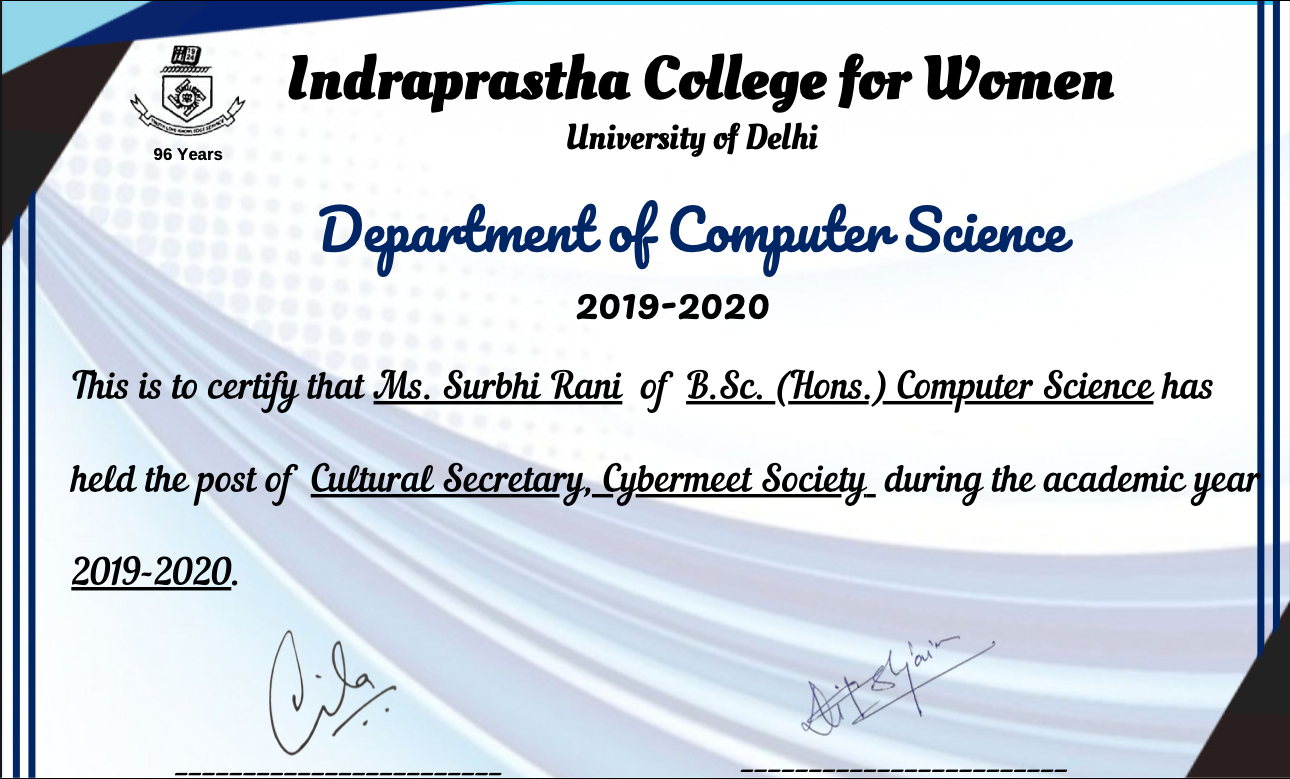 Indraprastha College for Women
University of Delhi
96 Years
Department of Computer Science
2019-2020
This is to certify that Ms. Surbhi Rani of B.Sc. (Hons.) Computer Science has
held the post of Cultural Secretary, Cybermeet Society during the academic year
2019-2020.